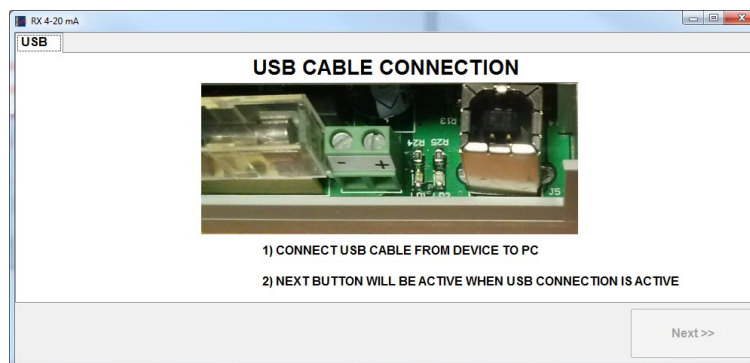 RX 4-20 mA
USB
USB CABLE CONNECTION
R13
R24 R25
- +
J5
1) CONNECT USB CABLE FROM DEVICE TO PC
2) NEXT BUTTON WILL BE ACTIVE WHEN USB CONNECTION IS ACTIVE
Next >>